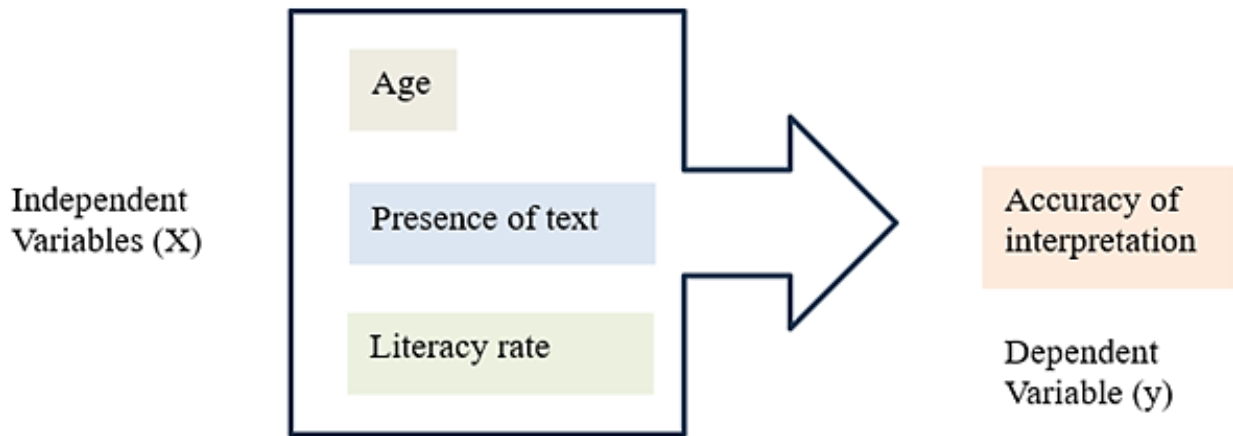 Independent
Variables (X)
Age
Presence of text
Literacy rate
Accuracy of
interpretation
Dependent
Variable (y)